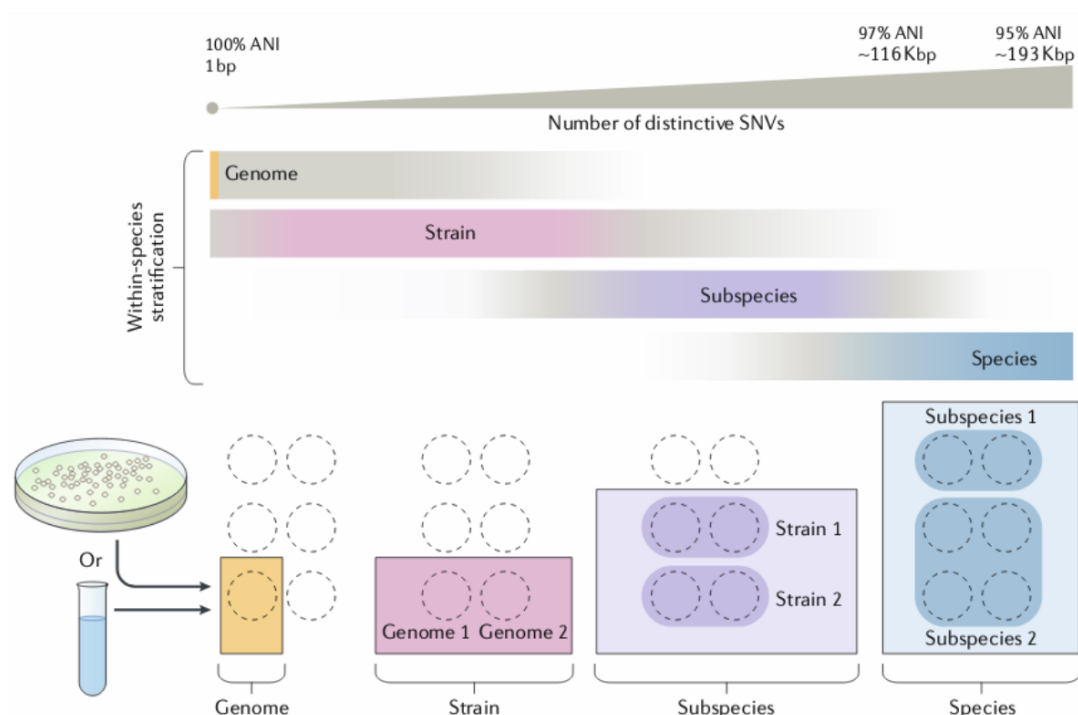 100% ANI
1 bp
97% ANI
~116 Kbp
95% ANI
~193 Kbp
Number of distinctive SNVs
Within-species
stratification
Genome
Strain
Subspecies
Species
Or
Genome 1 Genome 2
Strain 1
Strain 2
Subspecies 1
Subspecies 2
Genome
Strain
Subspecies
Species